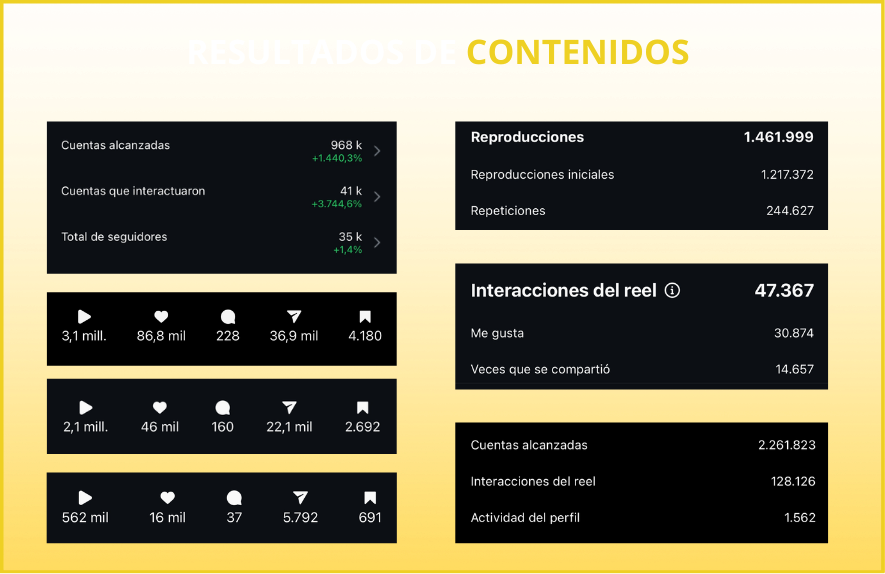 RESULTADOS DE CONTENIDOS
Cuentas alcanzadas 968 k
+1.440,3%
Cuentas que interactuaron 41 k
+3.744,6%
Total de seguidores 35 k
+1,4%
3,1 mill. 86,8 mil 228 36,9 mil 4.180
2,1 mill. 46 mil 160 22,1 mil 2.692
562 mil 16 mil 37 5.792 691
Reproducciones 1.461.999
Reproducciones iniciales 1.217.372
Repeticiones 244.627
Interacciones del reel 47.367
Me gusta 30.874
Veces que se compartió 14.657
Cuentas alcanzadas 2.261.823
Interacciones del reel 128.126
Actividad del perfil 1.562